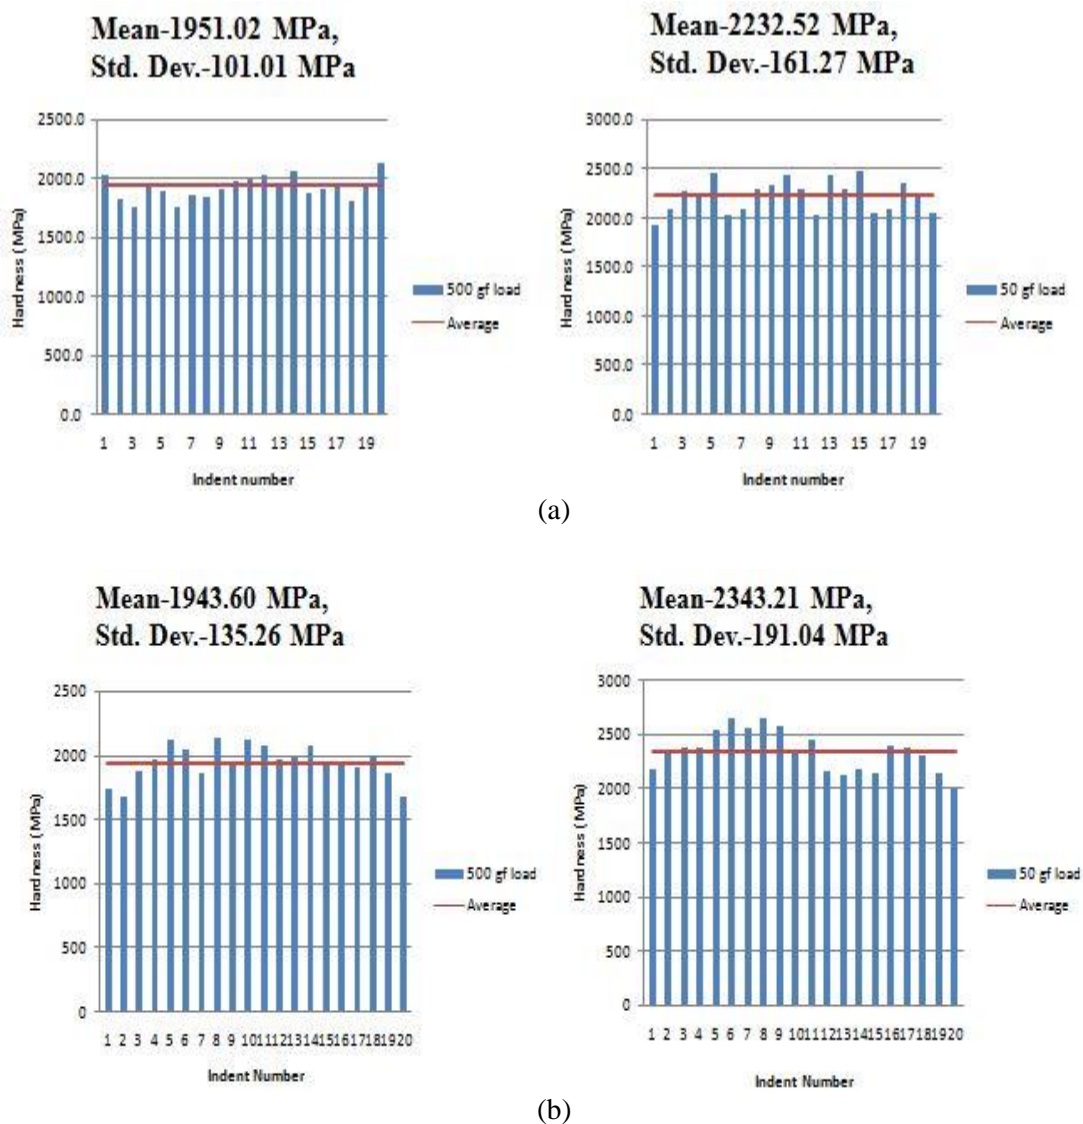 Mean-1951.02 MPa,
Std. Dev.-101.01 MPa
2500.0
2000.0
1500.0
1000.0
500.0
0.0
Hardness (MPa)
1 3 5 7 9 11 13 15 17 19
Indent number
500 gf load
Average
Mean-2232.52 MPa,
Std. Dev.-161.27 MPa
3000.0
2500.0
2000.0
1500.0
1000.0
500.0
0.0
Hardness (MPa)
1 3 5 7 9 11 13 15 17 19
Indent number
50 gf load
Average
(a)
Mean-1943.60 MPa,
Std. Dev.-135.26 MPa
2500
2000
1500
1000
500
0
Hardness (MPa)
1 2 3 4 5 6 7 8 9 10 11 12 13 14 15 16 17 18 19 20
Indent Number
500 gf load
Average
Mean-2343.21 MPa,
Std. Dev.-191.04 MPa
3000
2500
2000
1500
1000
500
0
Hardness (MPa)
1 2 3 4 5 6 7 8 9 10 11 12 13 14 15 16 17 18 19 20
Indent Number
50 gf load
Average
(b)